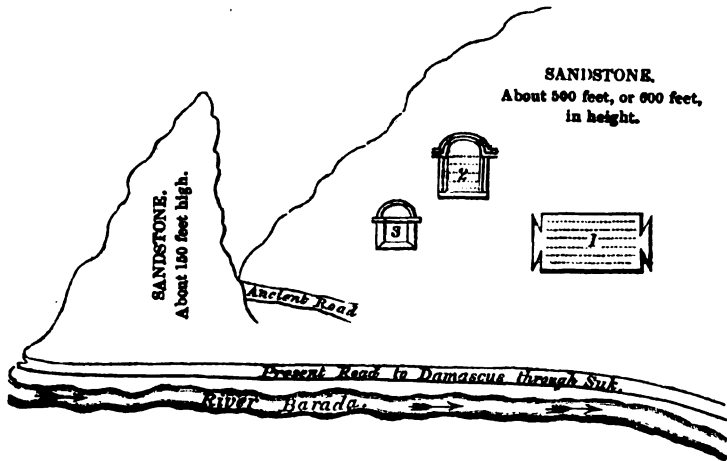 SANDSTONE.
About 500 feet, or 600 feet,
in height.
SANDSTONE.
About 150 feet high.
2
3
1
Ancient Road
Present Road to Damascus through Suk.
River Barada.